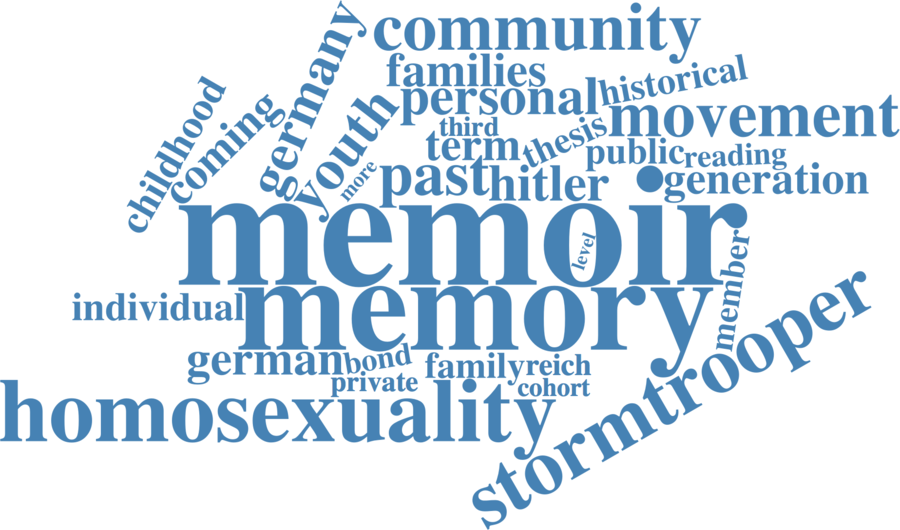 community
families
historical
personal
germany
childhood
coming
youth
movement
third
thesis
term
public
reading
more
past
hitler
•
generation
memoir
level
member
individual
memory
stormtrooper
german
bond
family
reich
private
cohort
homosexuality